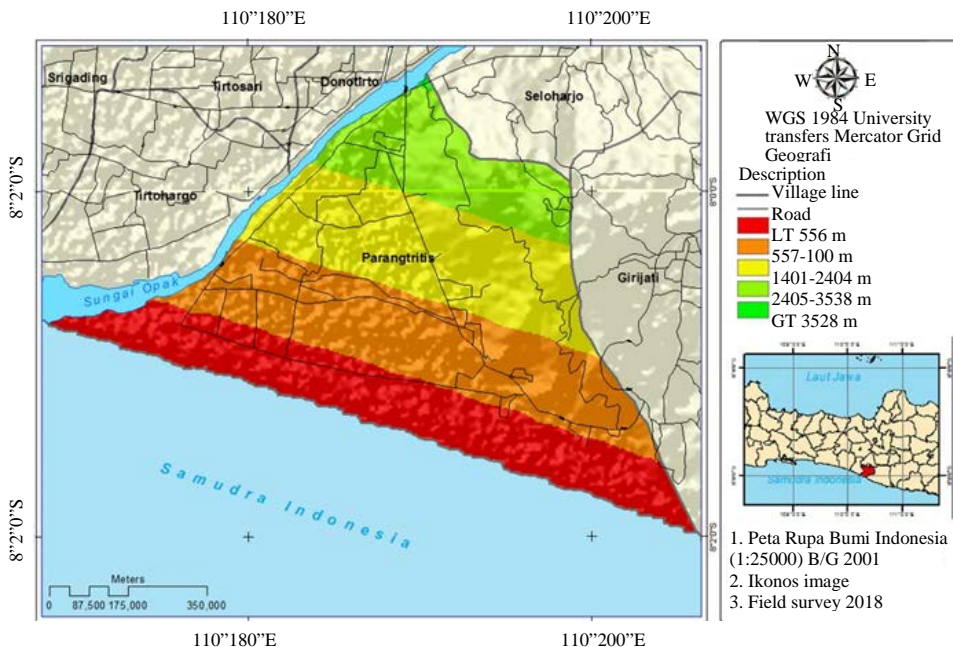 110”180”E
110”200”E
8”2”0”S
8”2”0”S
110”180”E
110”200”E
Srigading
Tirtosari
Donotirto
Seloharjo
Tirtohargo
Parangtritis
Girijati
Sungai Opak
Samudra Indonesia
Meters
0 87,500 175,000 350,000
N
W E
S
WGS 1984 University
transfers Mercator Grid
Geografi
Description
Village line
Road
LT 556 m
557-100 m
1401-2404 m
2405-3538 m
GT 3528 m
Laut Jawa
Samudra Indonesia
1. Peta Rupa Bumi Indonesia
(1:25000) B/G 2001
2. Ikonos image
3. Field survey 2018